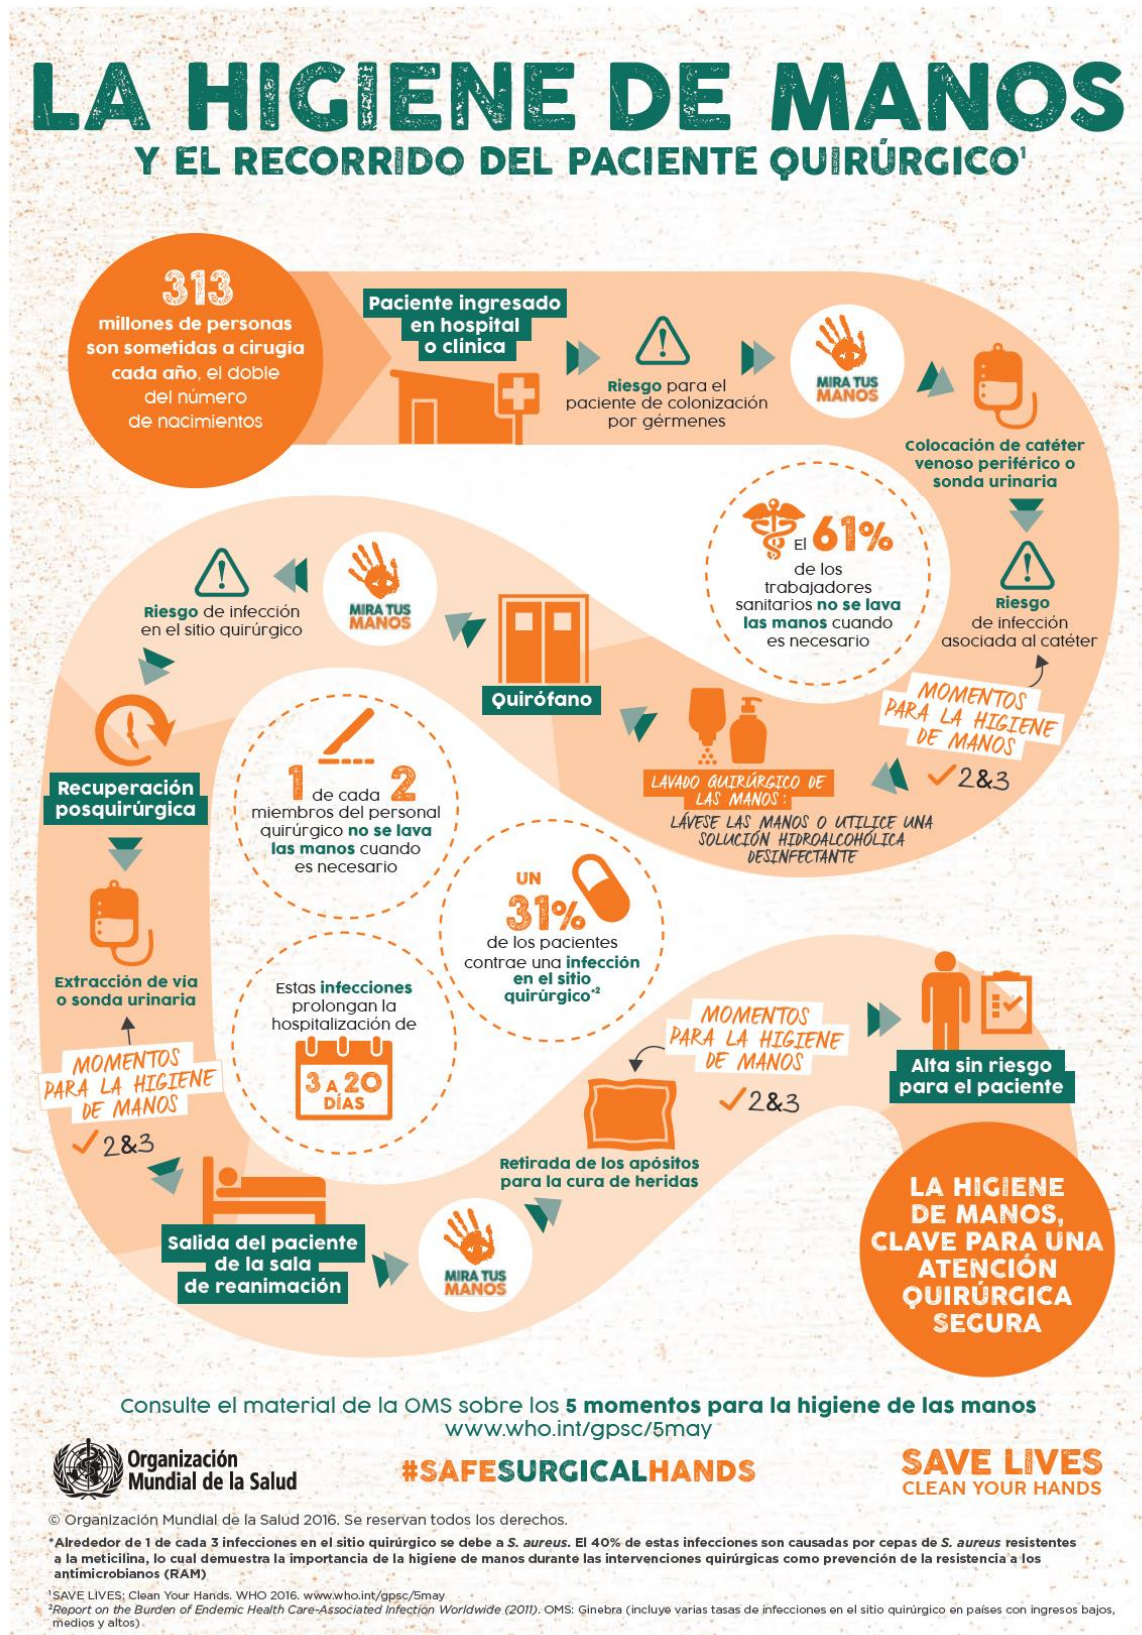 LA HIGIENE DE MANOS
Y EL RECORRIDO DEL PACIENTE QUIRÚRGICO¹
313
millones de personas
son sometidas a cirugía
cada año, el doble
del número
de nacimientos
Paciente ingresado
en hospital
o clínica
Riesgo para el
paciente de colonización
por gérmenes
MIRA TUS
MANOS
Colocación de catéter
venoso periférico o
sonda urinaria
Riesgo
de infección
asociada al catéter
MOMENTOS
PARA LA HIGIENE
DE MANOS
2&3
El 61%
de los
trabajadores
sanitarios no se lava
las manos cuando
es necesario
LAVADO QUIRÚRGICO DE
LAS MANOS:
LÁVESE LAS MANOS O UTILICE UNA
SOLUCIÓN HIDROALCOHÓLICA
DESINFECTANTE
Quirófano
MIRA TUS
MANOS
Riesgo de infección
en el sitio quirúrgico
Recuperación
posquirúrgica
1 de cada 2
miembros del personal
quirúrgico no se lava
las manos cuando
es necesario
UN
31%
de los pacientes
contrae una infección
en el sitio
quirúrgico*²
Estas infecciones
prolongan la
hospitalización de
3 A 20
DÍAS
Extracción de vía
o sonda urinaria
MOMENTOS
PARA LA HIGIENE
DE MANOS
2&3
Salida del paciente
de la sala
de reanimación
MIRA TUS
MANOS
Retirada de los apósitos
para la cura de heridas
MOMENTOS
PARA LA HIGIENE
DE MANOS
2&3
Alta sin riesgo
para el paciente
LA HIGIENE
DE MANOS,
CLAVE PARA UNA
ATENCIÓN
QUIRÚRGICA
SEGURA
Consulte el material de la OMS sobre los 5 momentos para la higiene de las manos
www.who.int/gpsc/5may
Organización
Mundial de la Salud
#SAFESURGICALHANDS
SAVE LIVES
CLEAN YOUR HANDS
© Organización Mundial de la Salud 2016. Se reservan todos los derechos.
*Alrededor de 1 de cada 3 infecciones en el sitio quirúrgico se debe a S. aureus. El 40% de estas infecciones son causadas por cepas de S. aureus resistentes
a la meticilina, lo cual demuestra la importancia de la higiene de manos durante las intervenciones quirúrgicas como prevención de la resistencia a los
antimicrobianos (RAM)
¹SAVE LIVES: Clean Your Hands. WHO 2016. www.who.int/gpsc/5may
²Report on the Burden of Endemic Health Care-Associated Infection Worldwide (2011). OMS: Ginebra (incluye varias tasas de infecciones en el sitio quirúrgico en países con ingresos bajos,
medios y altos).